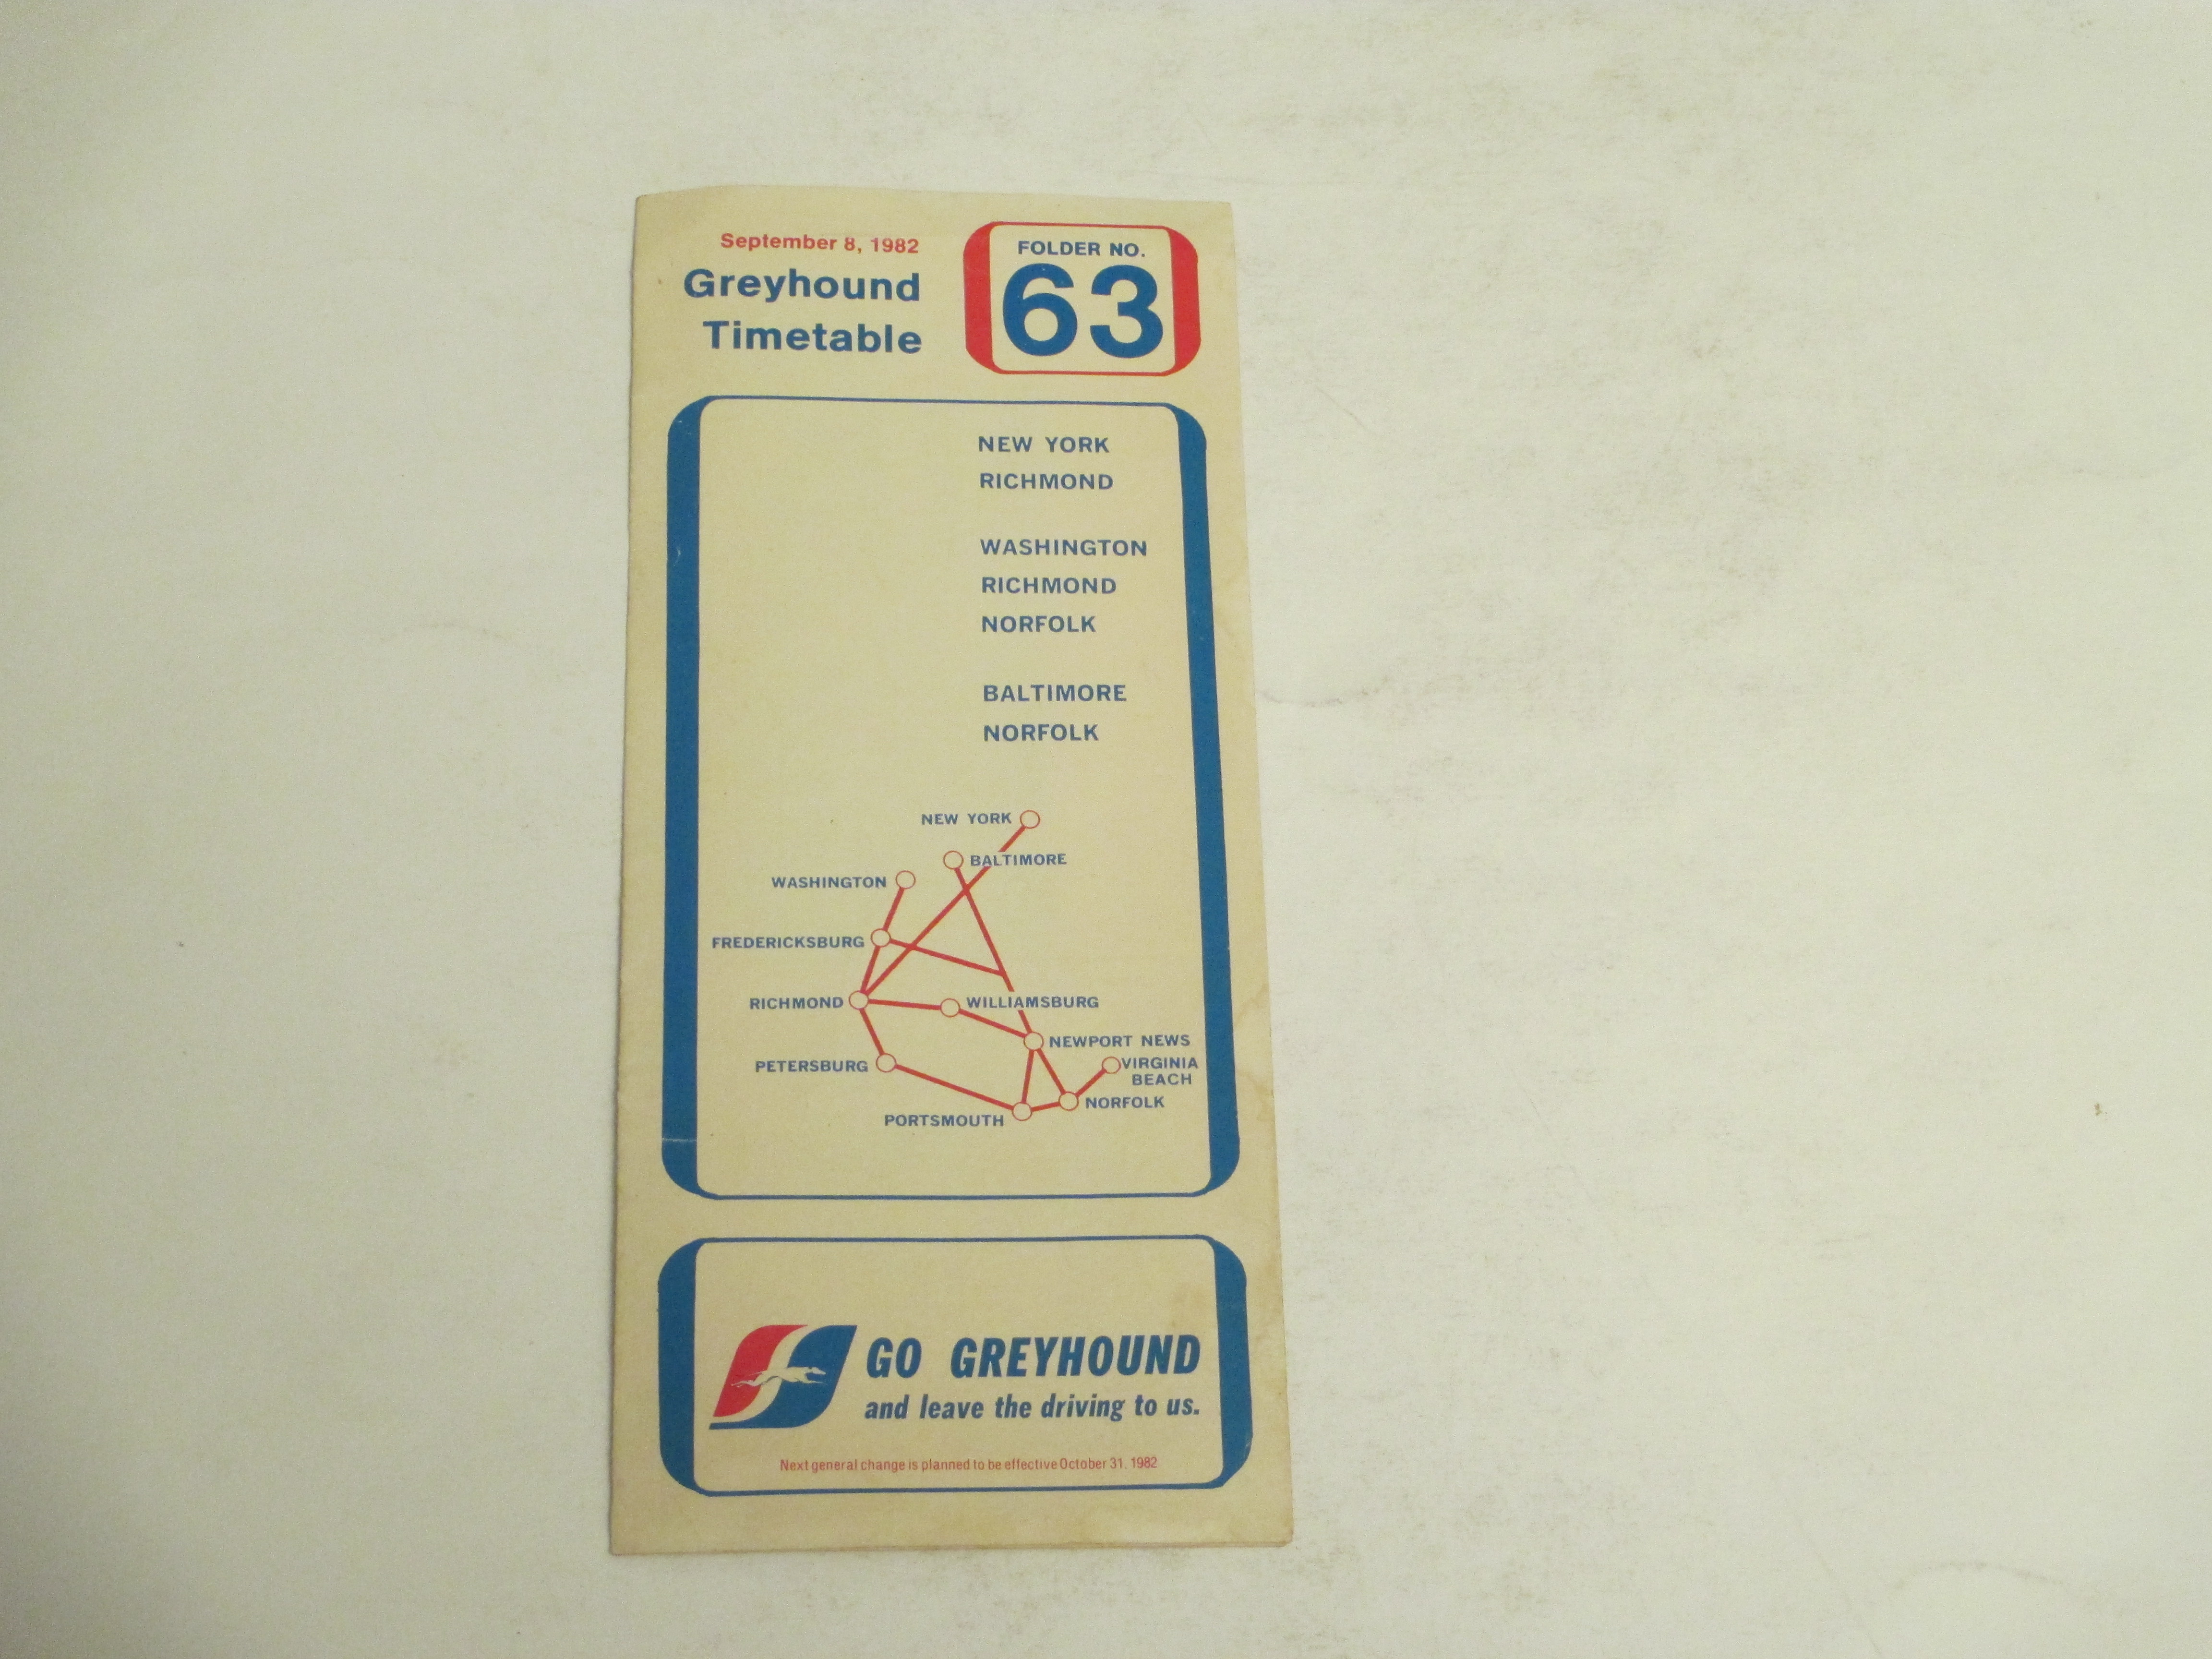 September 8, 1982
Greyhound
Timetable
FOLDER NO.
63
NEW YORK
RICHMOND
WASHINGTON
RICHMOND
NORFOLK
BALTIMORE
NORFOLK
NEW YORK
BALTIMORE
WASHINGTON
FREDERICKSBURG
RICHMOND
WILLIAMSBURG
NEWPORT NEWS
PETERSBURG
VIRGINIA
BEACH
NORFOLK
PORTSMOUTH
GO GREYHOUND
and leave the driving to us.
Next general change is planned to be effective October 31, 1982